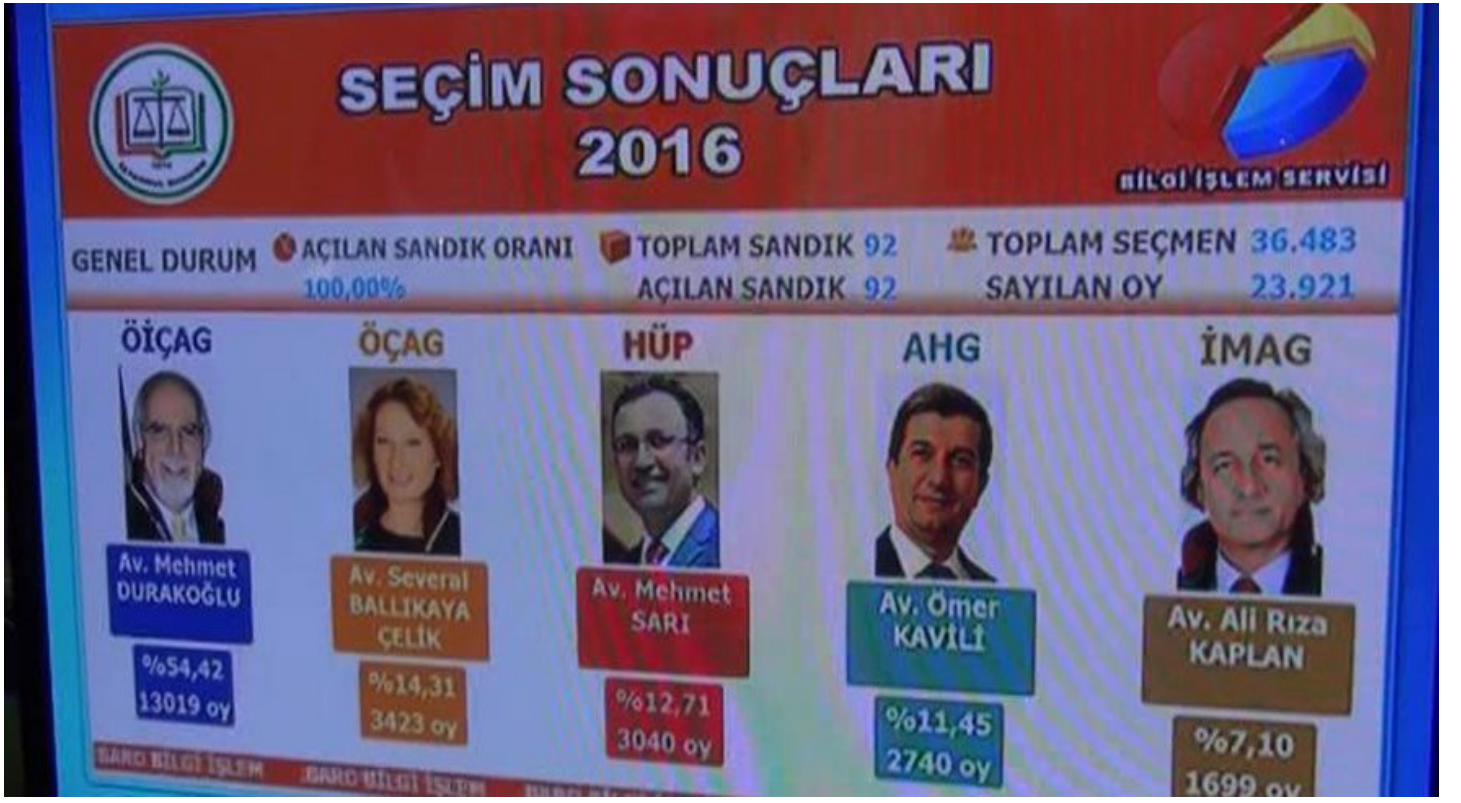 SEÇİM SONUÇLARI
2016
BİLGİ İŞLEM SERVİSİ
GENEL DURUM
AÇILAN SANDIK ORANI
100,00%
TOPLAM SANDIK 92
AÇILAN SANDIK 92
TOPLAM SEÇMEN 36.483
SAYILAN OY 23.921
ÖİÇAG
Av. Mehmet
DURAKOĞLU
%54,42
13019 oy
ÖÇAG
Av. Several
BALLIKAYA
ÇELİK
%14,31
3423 oy
HÜP
Av. Mehmet
SARI
%12,71
3040 oy
AHG
Av. Ömer
KAVİLİ
%11,45
2740 oy
İMAG
Av. Ali Rıza
KAPLAN
%7,10
1699 oy
BARO BİLGİ İŞLEM BARO BİLGİ İŞLEM BARO BİLGİ İŞLEM